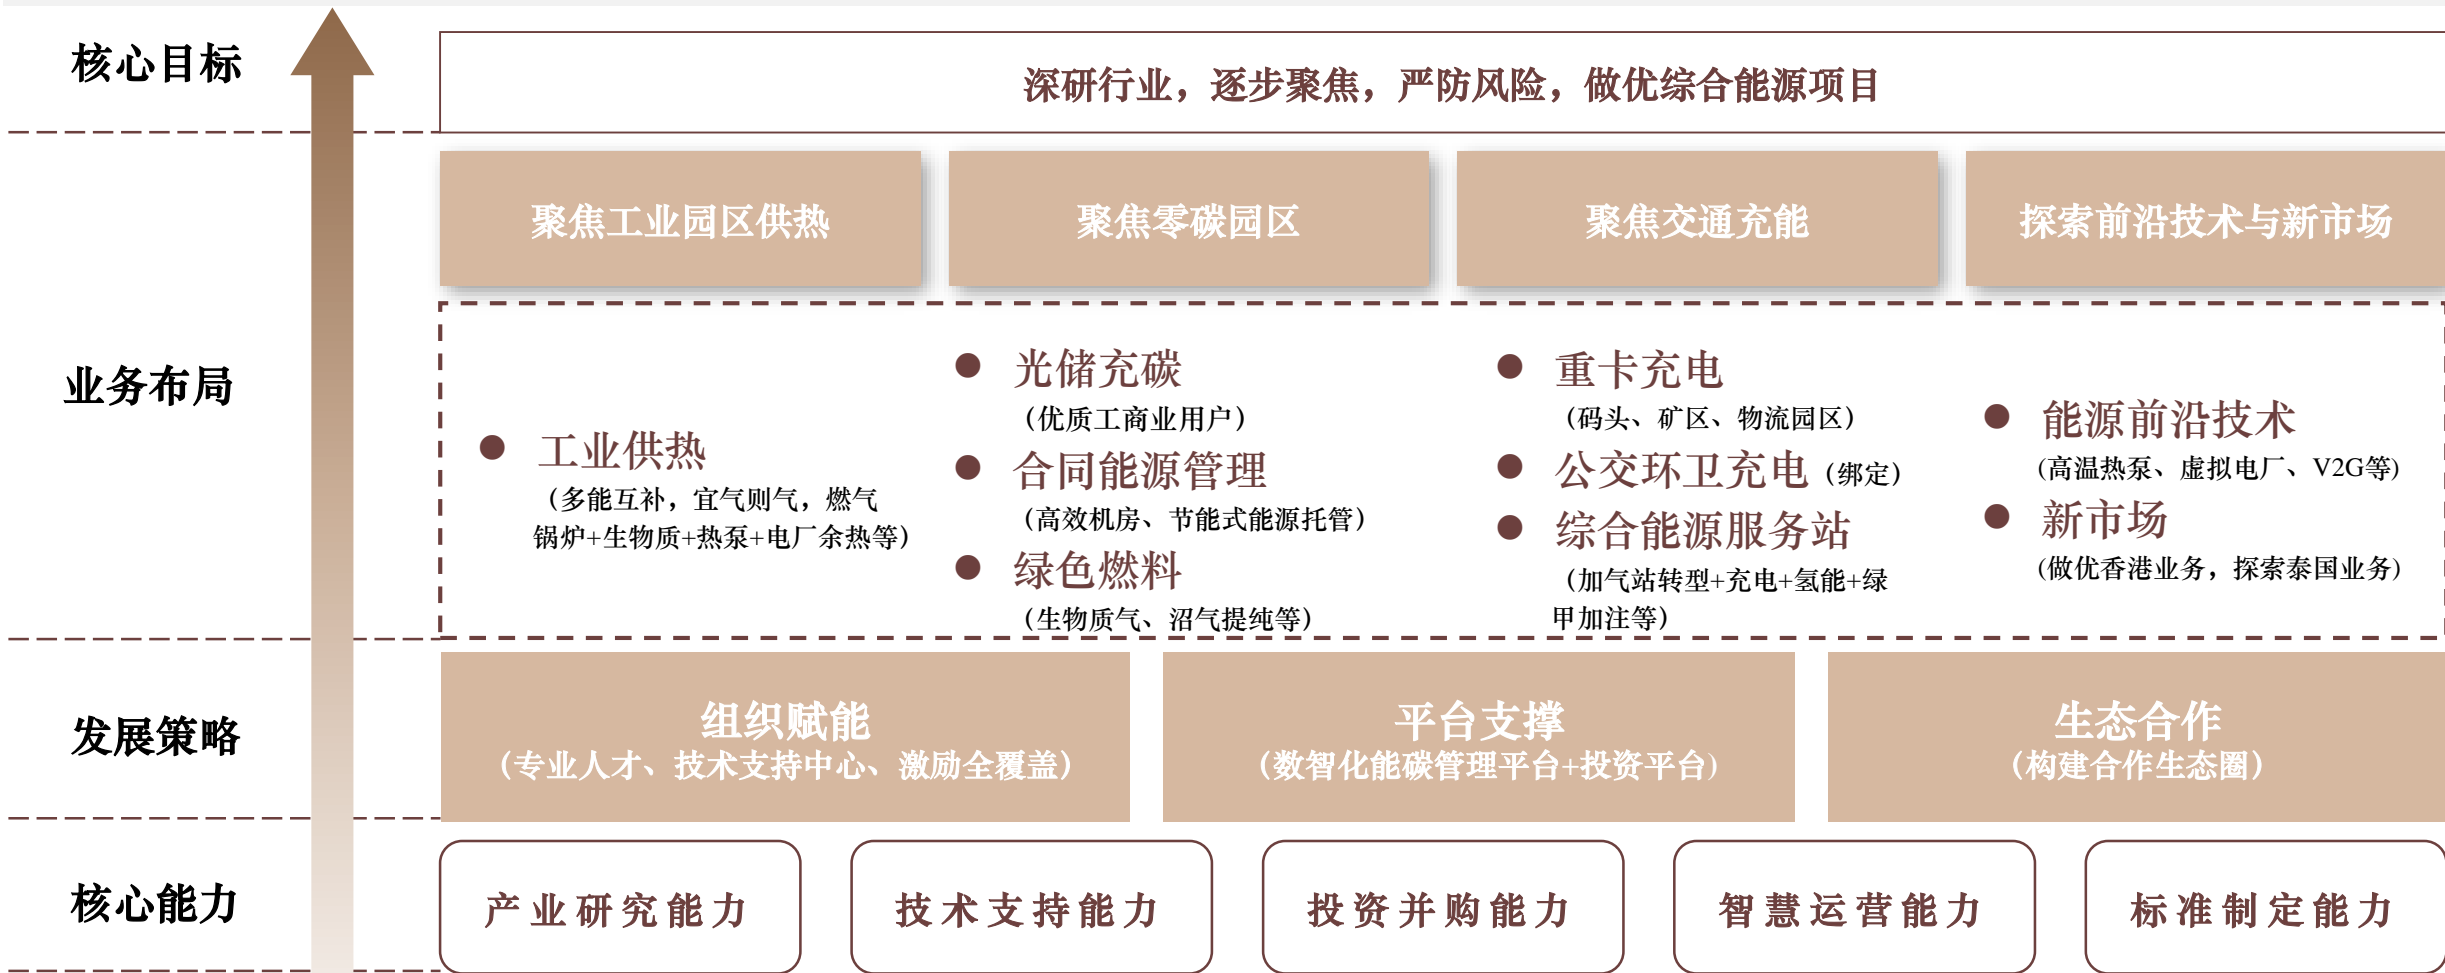 核心目标
深研行业，逐步聚焦，严防风险，做优综合能源项目
业务布局
聚焦工业园区供热
聚焦零碳园区
聚焦交通充能
探索前沿技术与新市场
● 工业供热
（多能互补，宜气则气，燃气
锅炉+生物质+热泵+电厂余热等）
● 光储充碳
（优质工商业用户）
● 合同能源管理
（高效机房、节能式能源托管）
● 绿色燃料
（生物质气、沼气提纯等）
● 重卡充电
（码头、矿区、物流园区）
● 公交环卫充电（绑定）
● 综合能源服务站
（加气站转型+充电+氢能+绿
甲加注等）
● 能源前沿技术
(高温热泵、虚拟电厂、V2G等)
● 新市场
(做优香港业务，探索泰国业务)
发展策略
组织赋能
（专业人才、技术支持中心、激励全覆盖）
平台支撑
（数智化能碳管理平台+投资平台)
生态合作
（构建合作生态圈）
核心能力
产业研究能力
技术支持能力
投资并购能力
智慧运营能力
标准制定能力